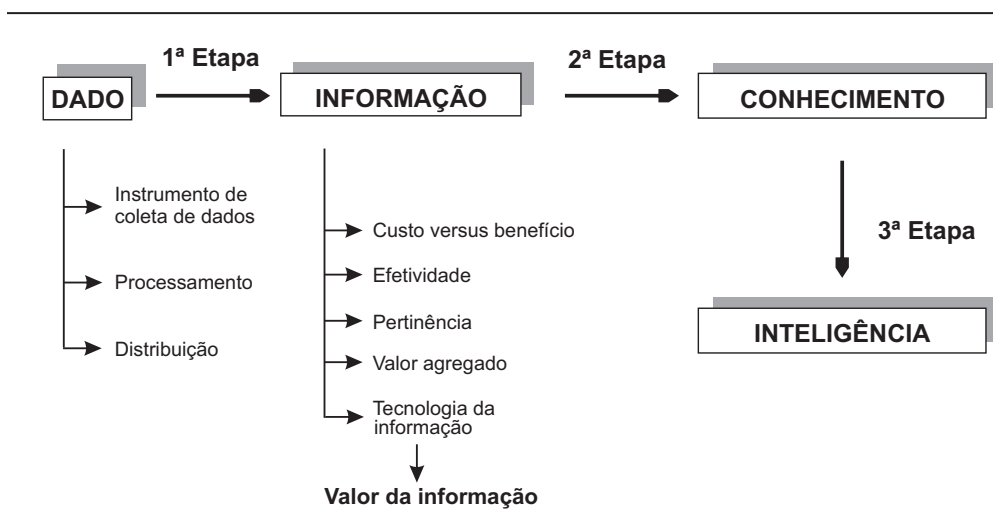 1ª Etapa
2ª Etapa
DADO
INFORMAÇÃO
CONHECIMENTO
Instrumento de
coleta de dados
Processamento
Distribuição
Custo versus benefício
Efetividade
Pertinência
Valor agregado
Tecnologia da
informação
Valor da informação
3ª Etapa
INTELIGÊNCIA